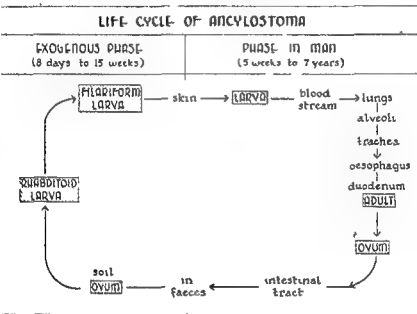 LIFE CYCLE OF ANCYLOSTOMA
EXOGENOUS PHASE
(8 days to 15 weeks)
PHASE IN MAN
(5 weeks to 7 years)
FILARIFORM
LARVA
skin
LARVA
blood
stream
lungs
alveoli
trachea
oesophagus
duodenum
ADULT
OVUM
RHABDITOID
LARVA
soil
OVUM
in
faeces
intestinal
tract